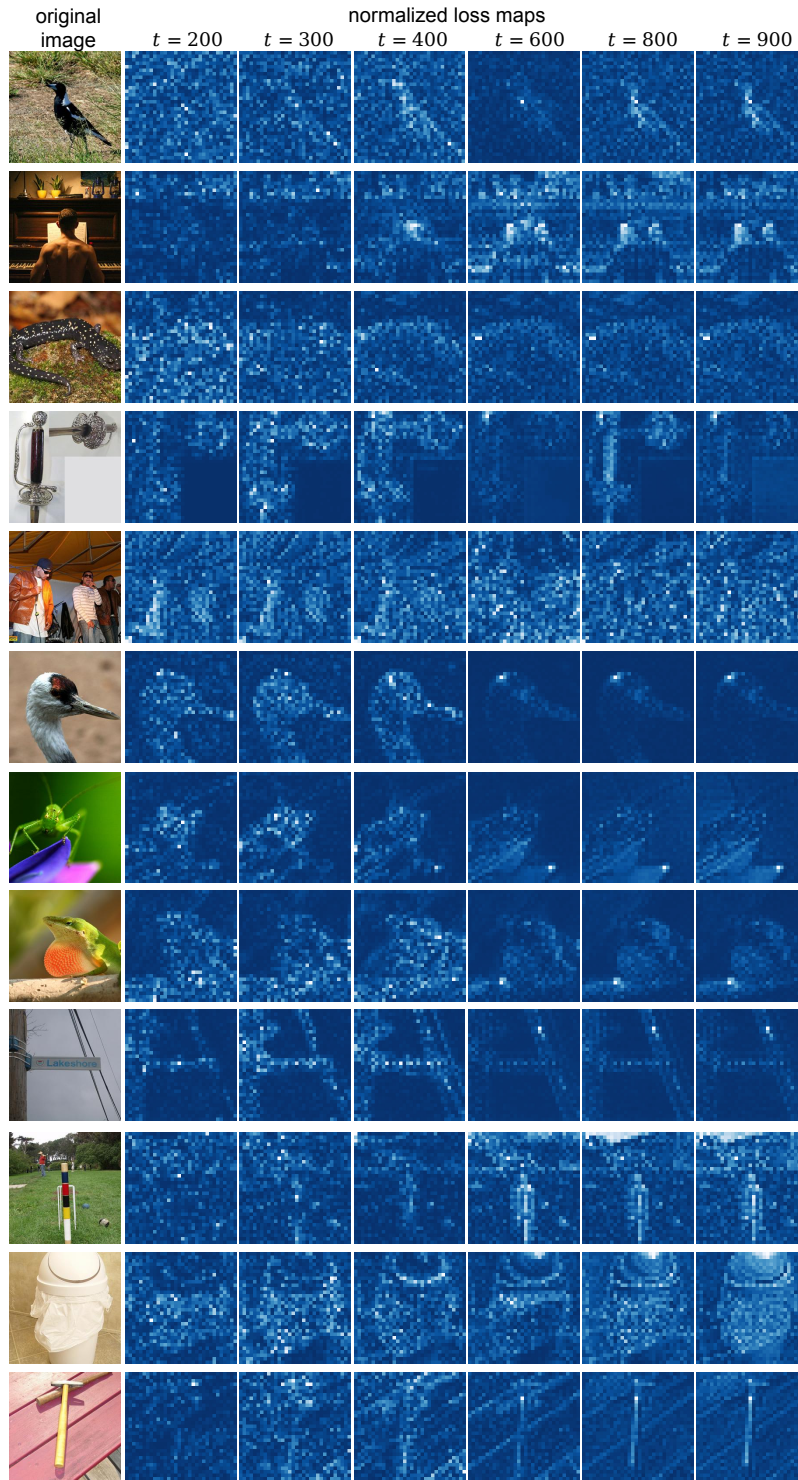 original
image
normalized loss maps
t = 200
t = 300
t = 400
t = 600
t = 800
t = 900
Lakeshore